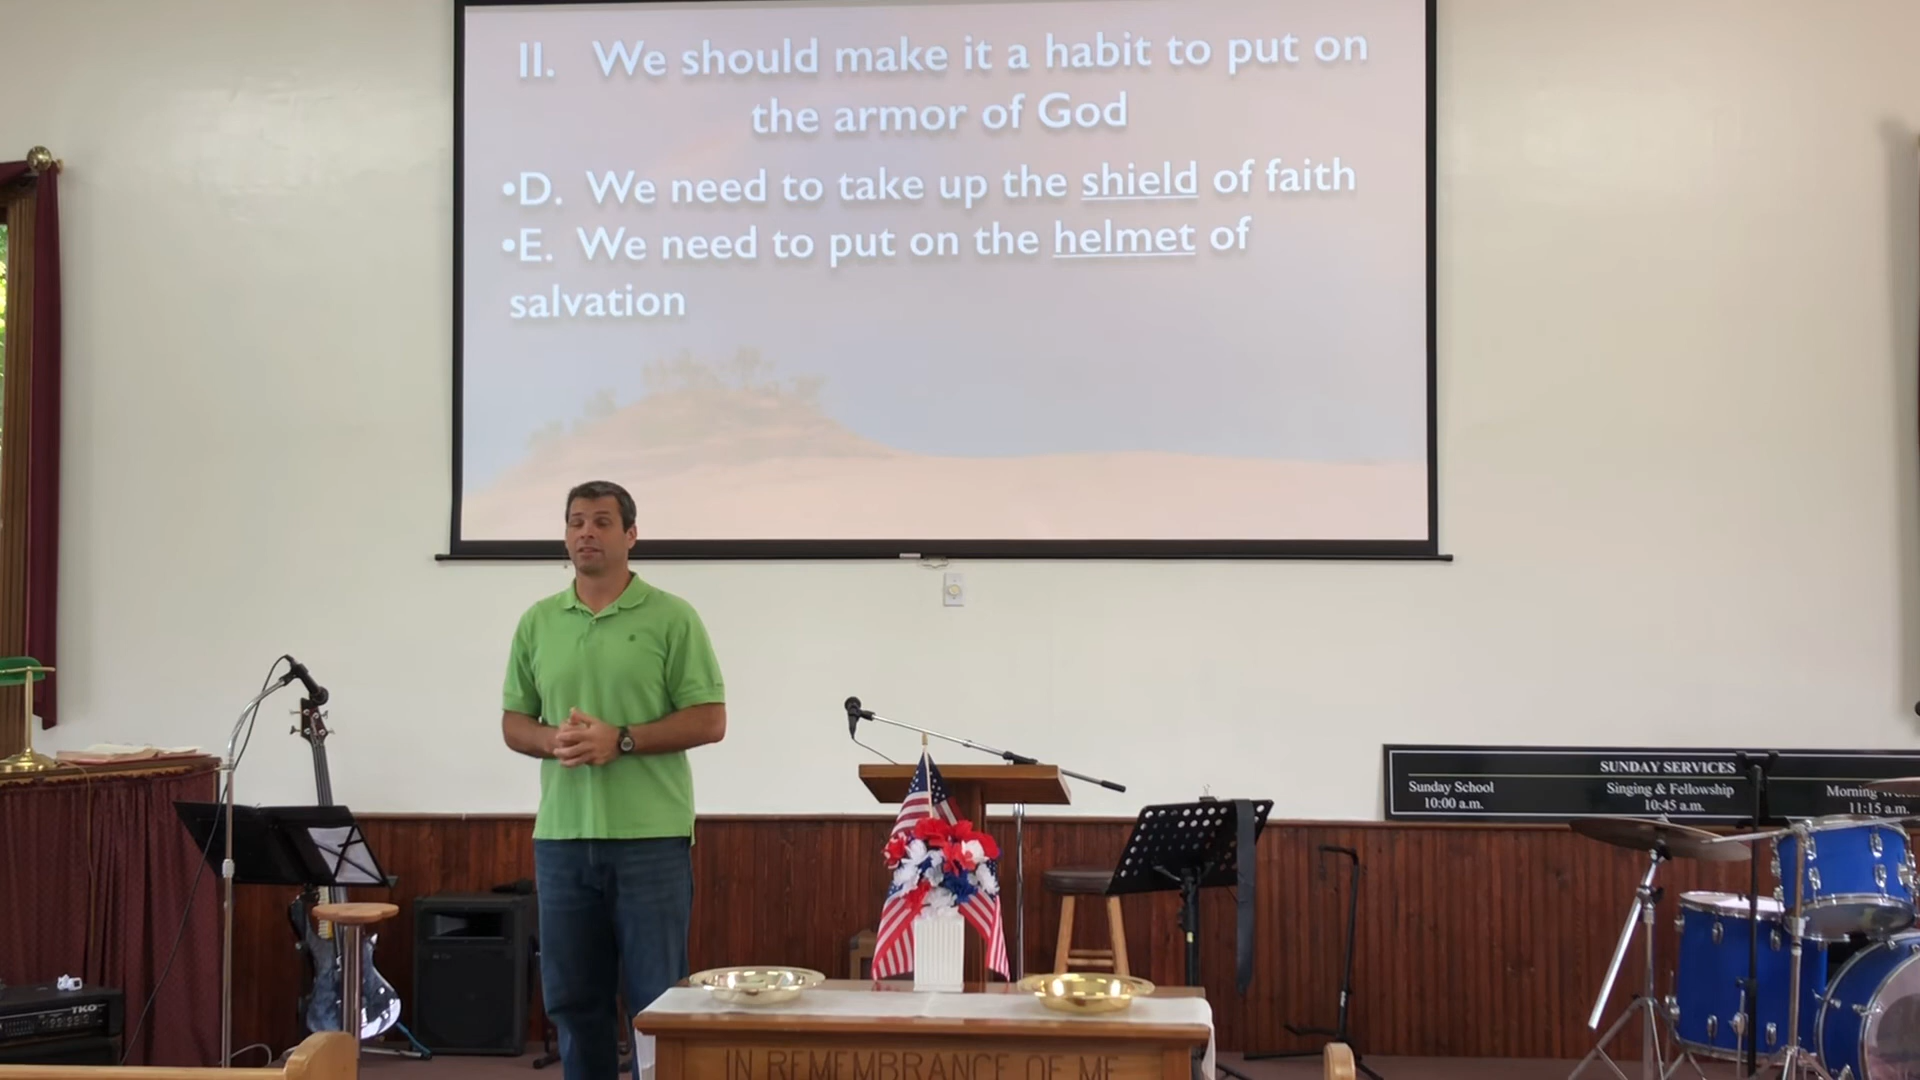 II. We should make it a habit to put on
the armor of God
•D. We need to take up the shield of faith
•E. We need to put on the helmet of
salvation
SUNDAY SERVICES
Sunday School
10:00 a.m.
Singing & Fellowship
10:45 a.m.
Morning
11:15 a.m.
TKO
IN REMEMBRANCE OF ME